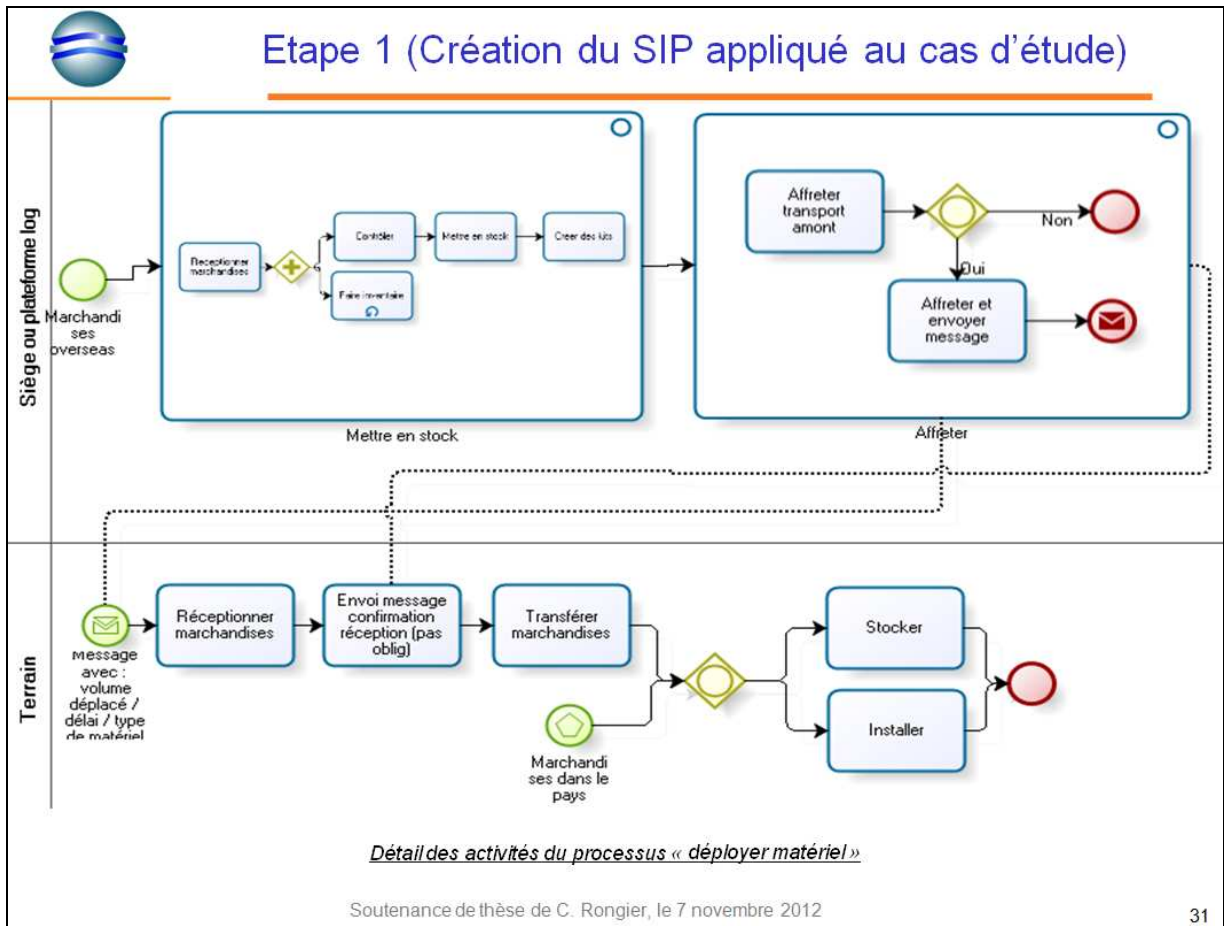 Etape 1 (Création du SIP appliqué au cas d'étude)
Siège ou plateforme log
Marchandi
ses
overseas
Receptionner
marchandises
Contrôler
Mettre en stock
Creer des kits
Faire inventaire
Mettre en stock
Affreter
transport
amont
Non
Oui
Affreter et
envoyer
message
Affreter
Terrain
Message
avec :
volume
déplacé /
délai / type
de matériel
Réceptionner
marchandises
Envoi message
confirmation
réception (pas
oblig)
Transférer
marchandises
Marchandi
ses dans le
pays
Stocker
Installer
Détail des activités du processus « déployer matériel »
Soutenance de thèse de C. Rongier, le 7 novembre 2012
31